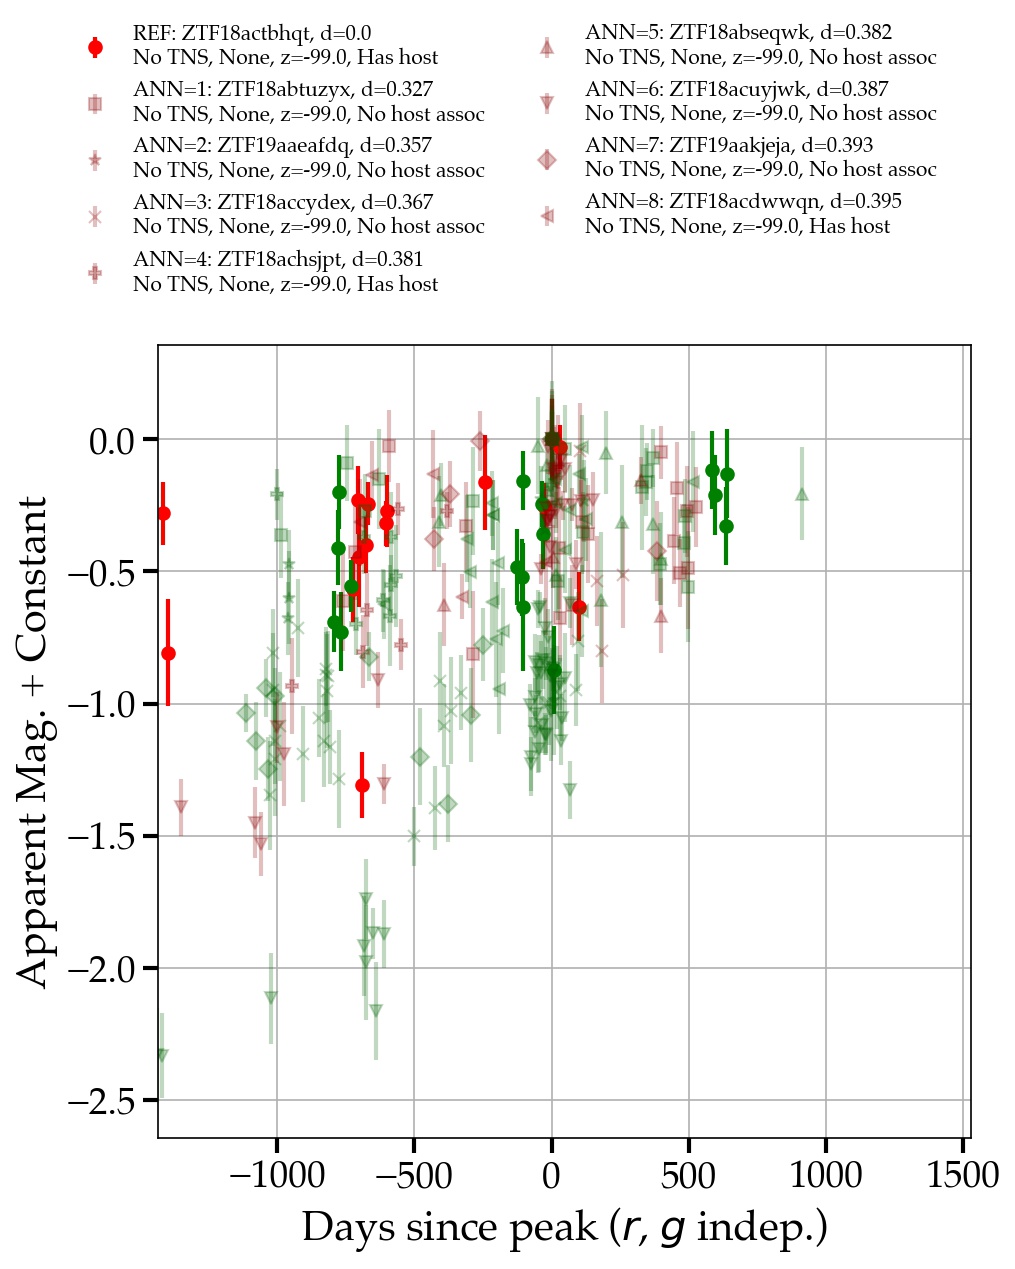 REF: ZTF18actbhqt, d=0.0
No TNS, None, z=-99.0, Has host
ANN=1: ZTF18abtuzyx, d=0.327
No TNS, None, z=-99.0, No host assoc
ANN=2: ZTF19aaeafdq, d=0.357
No TNS, None, z=-99.0, No host assoc
ANN=3: ZTF18accydex, d=0.367
No TNS, None, z=-99.0, No host assoc
ANN=4: ZTF18achsjpt, d=0.381
No TNS, None, z=-99.0, Has host
ANN=5: ZTF18abseqwk, d=0.382
No TNS, None, z=-99.0, No host assoc
ANN=6: ZTF18acuyjwk, d=0.387
No TNS, None, z=-99.0, No host assoc
ANN=7: ZTF19aakjeja, d=0.393
No TNS, None, z=-99.0, No host assoc
ANN=8: ZTF18acdwwqn, d=0.395
No TNS, None, z=-99.0, Has host
Apparent Mag. + Constant
0.0
−0.5
−1.0
−1.5
−2.0
−2.5
−1000 −500 0 500 1000 1500
Days since peak (r, g indep.)